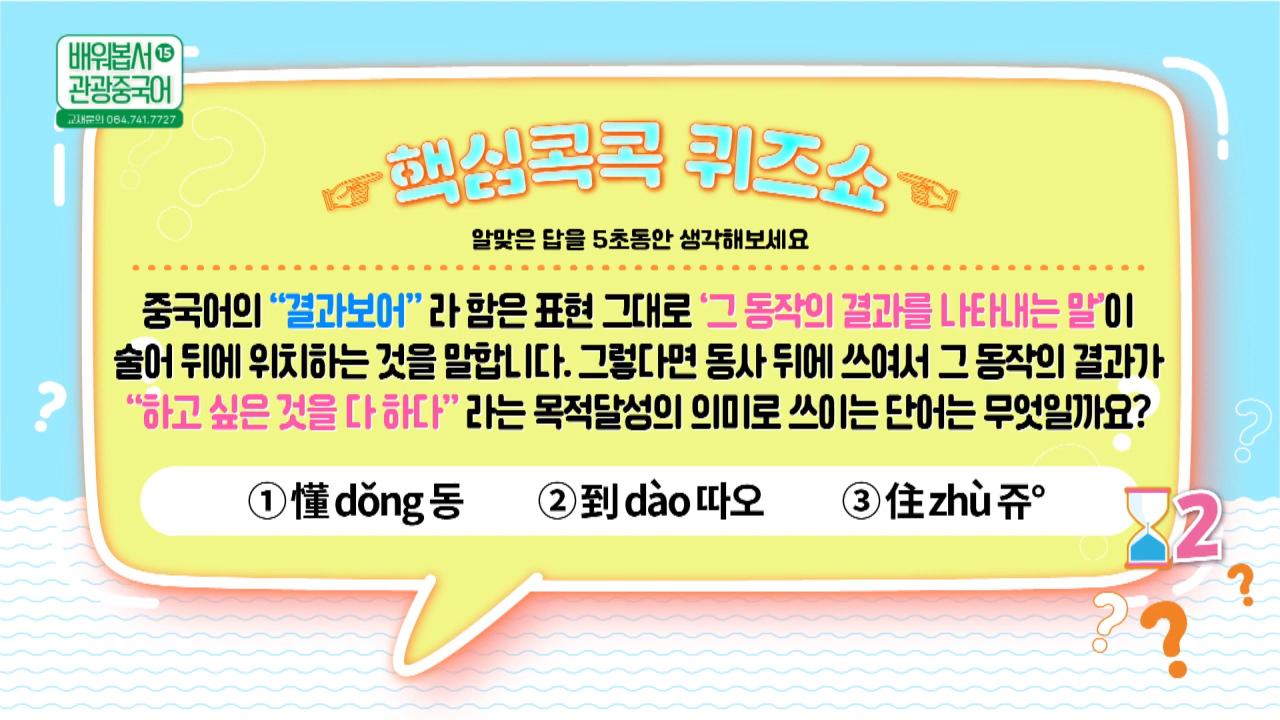 배워봅서 15
관광중국어
교재문의 064.741.7727
핵심콕콕 퀴즈쇼
알맞은 답을 5초동안 생각해보세요
중국어의 “결과보어” 라 함은 표현 그대로 ‘그 동작의 결과를 나타내는 말’이
술어 뒤에 위치하는 것을 말합니다. 그렇다면 동사 뒤에 쓰여서 그 동작의 결과가
“하고 싶은 것을 다 하다” 라는 목적달성의 의미로 쓰이는 단어는 무엇일까요?
① 懂 dǒng 동 ② 到 dào 따오 ③ 住 zhù 쥬°
2